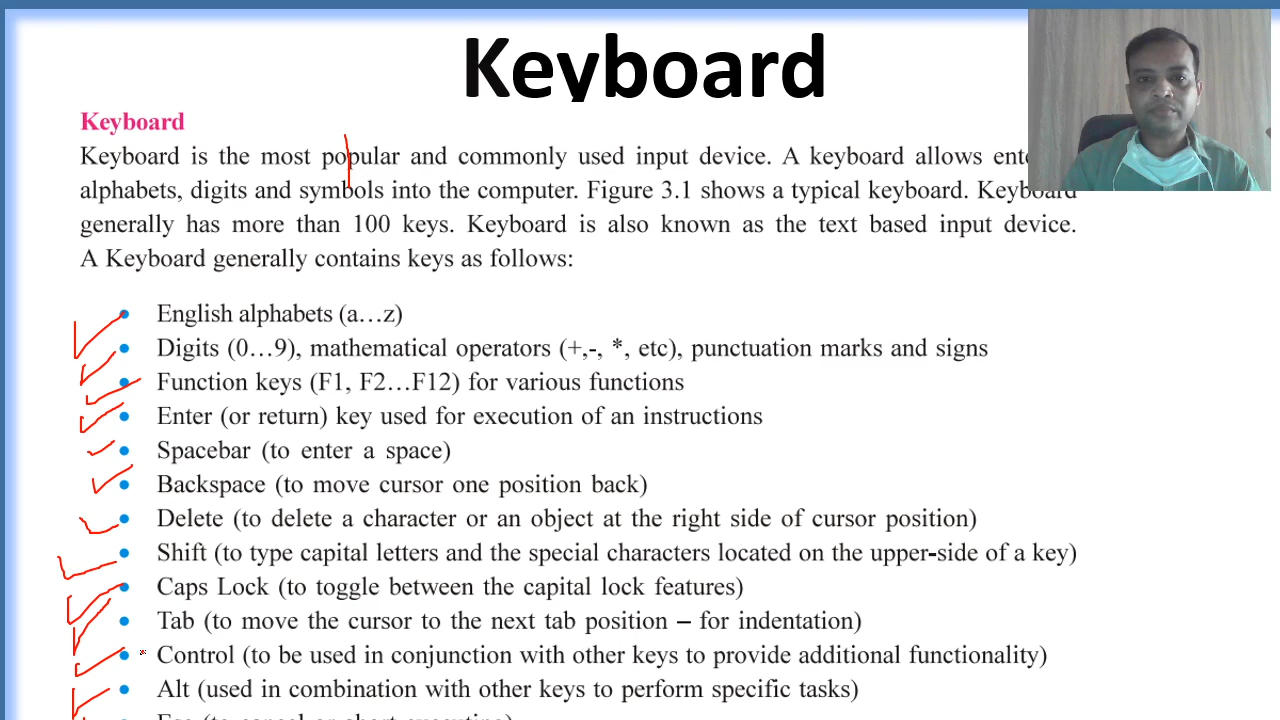 Keyboard
Keyboard
Keyboard is the most popular and commonly used input device. A keyboard allows
alphabets, digits and symbols into the computer. Figure 3.1 shows a typical keyboard. Keyboard
generally has more than 100 keys. Keyboard is also known as the text based input device.
A Keyboard generally contains keys as follows:
• English alphabets (a…z)
• Digits (0…9), mathematical operators (+,-, *, etc), punctuation marks and signs
• Function keys (F1, F2…F12) for various functions
• Enter (or return) key used for execution of an instructions
• Spacebar (to enter a space)
• Backspace (to move cursor one position back)
• Delete (to delete a character or an object at the right side of cursor position)
• Shift (to type capital letters and the special characters located on the upper-side of a key)
• Caps Lock (to toggle between the capital lock features)
• Tab (to move the cursor to the next tab position – for indentation)
• Control (to be used in conjunction with other keys to provide additional functionality)
• Alt (used in combination with other keys to perform specific tasks)